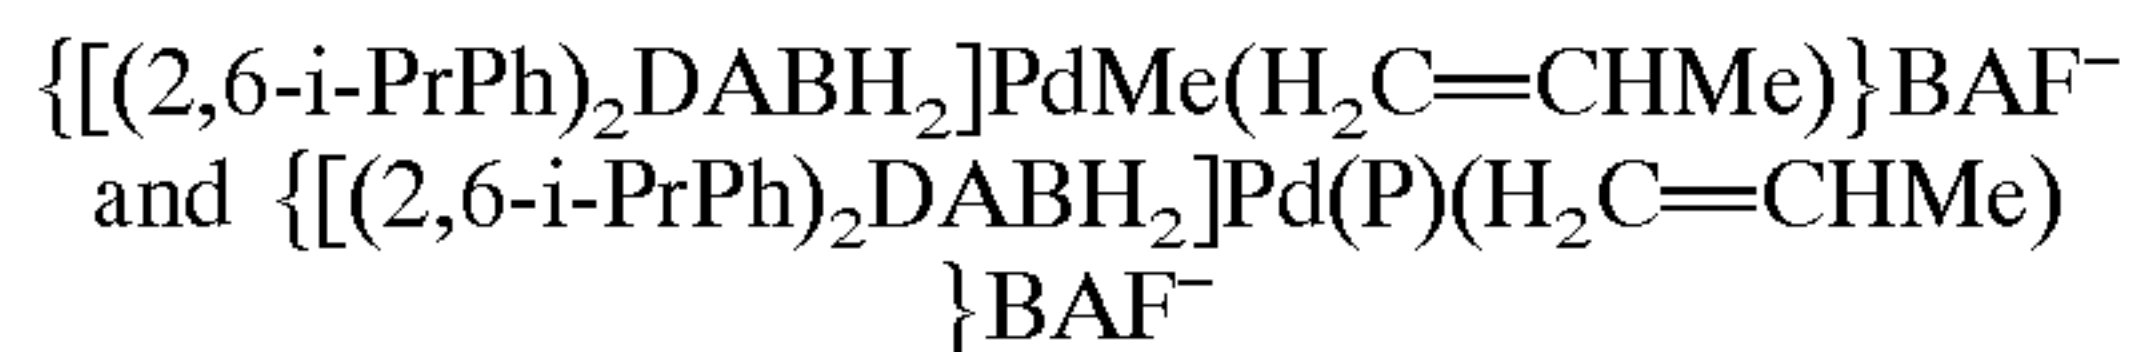 {[(2,6-i-PrPh)₂DABH₂]PdMe(H₂C=CHMe)}BAF⁻
and {[(2,6-i-PrPh)₂DABH₂]Pd(P)(H₂C=CHMe)
}BAF⁻